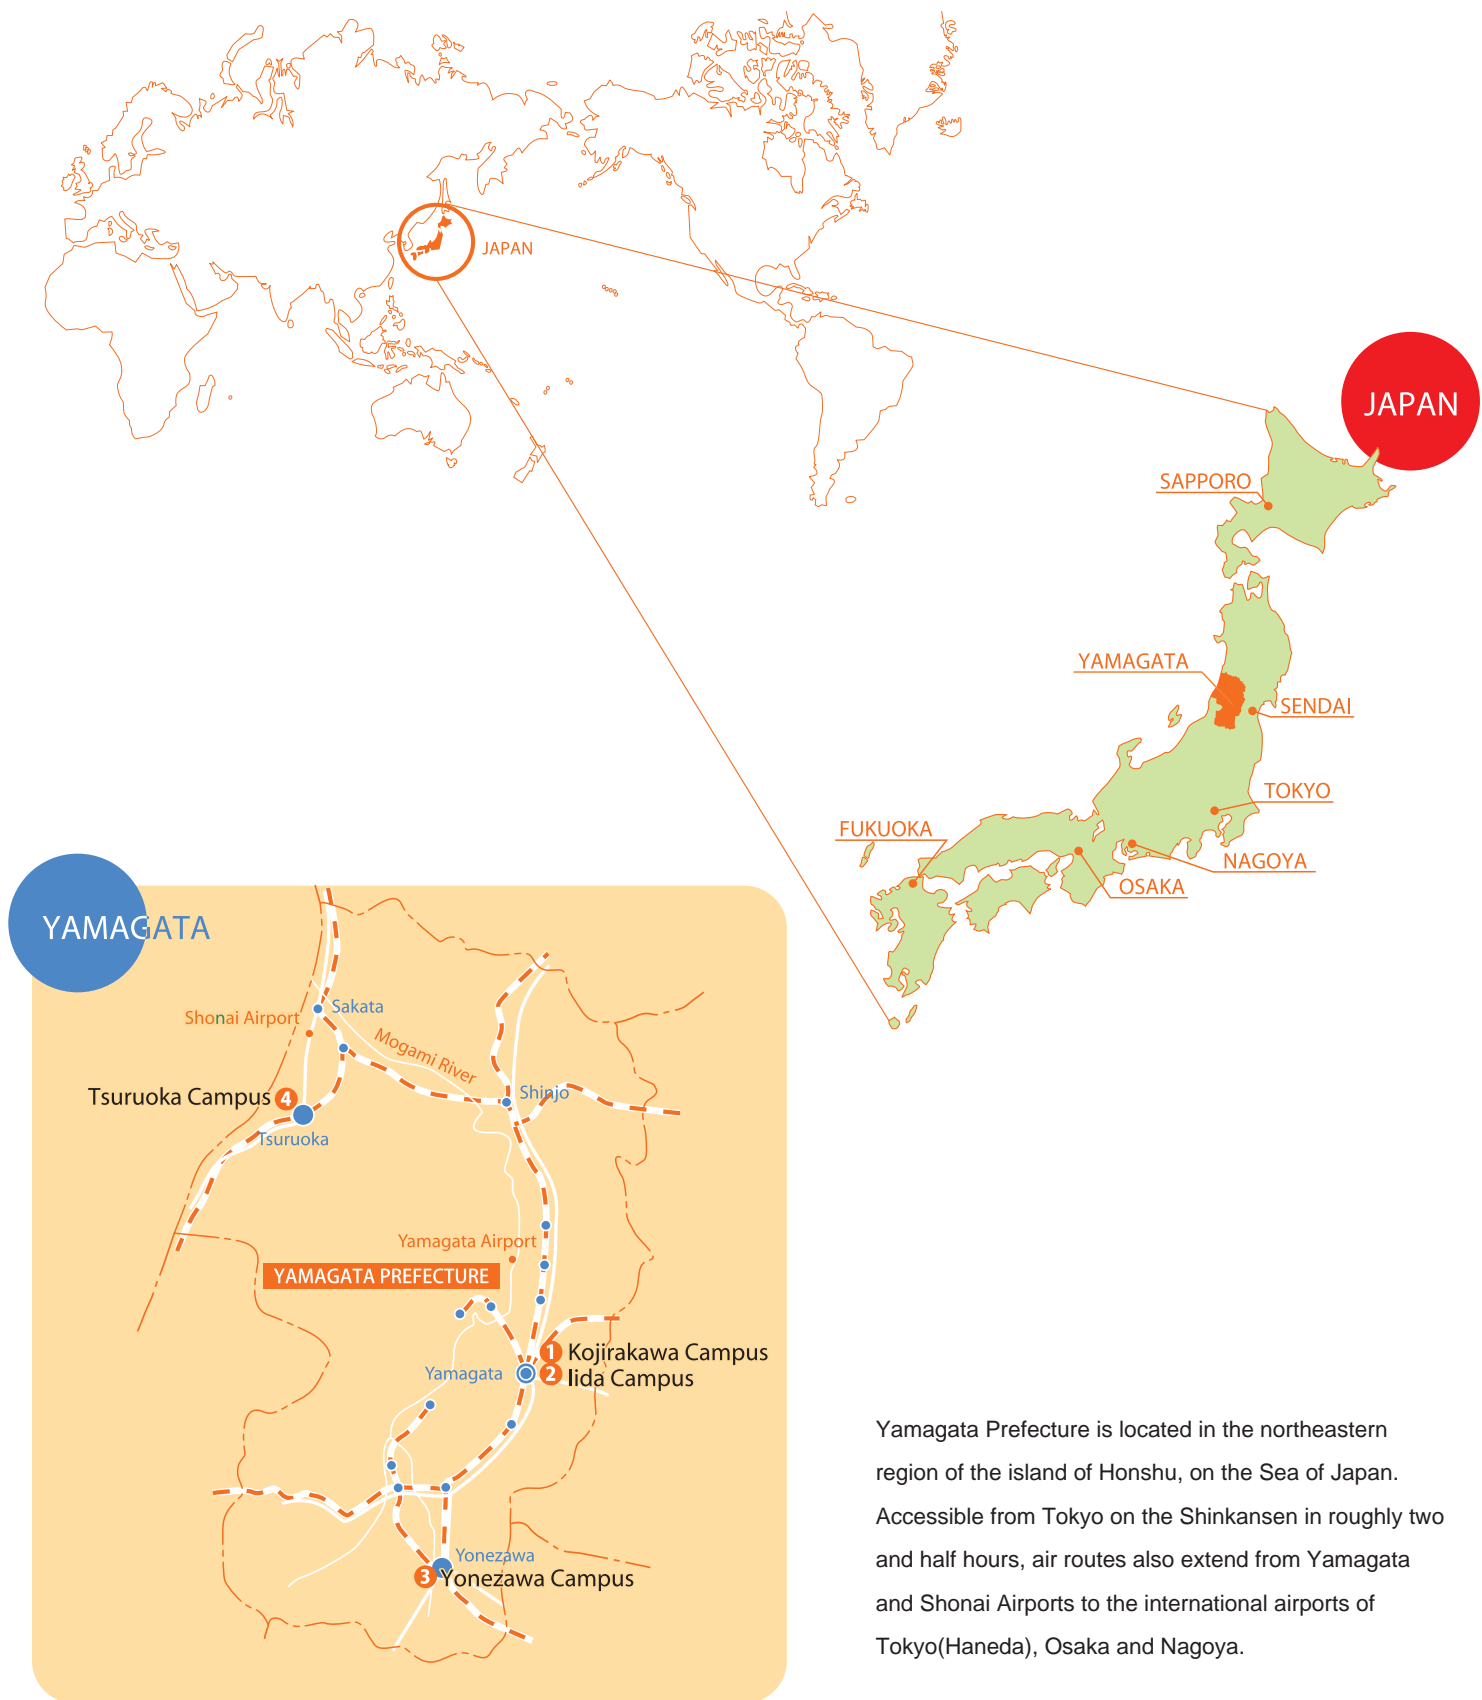 JAPAN
JAPAN
SAPPORO
YAMAGATA
SENDAI
TOKYO
FUKUOKA
NAGOYA
OSAKA
YAMAGATA
Sakata
Shonai Airport
Mogami River
Shinjo
Tsuruoka Campus 4
Tsuruoka
Yamagata Airport
YAMAGATA PREFECTURE
1 Kojirakawa Campus
Yamagata
2 Iida Campus
Yonezawa
3 Yonezawa Campus
Yamagata Prefecture is located in the northeastern
region of the island of Honshu, on the Sea of Japan.
Accessible from Tokyo on the Shinkansen in roughly two
and half hours, air routes also extend from Yamagata
and Shonai Airports to the international airports of
Tokyo(Haneda), Osaka and Nagoya.